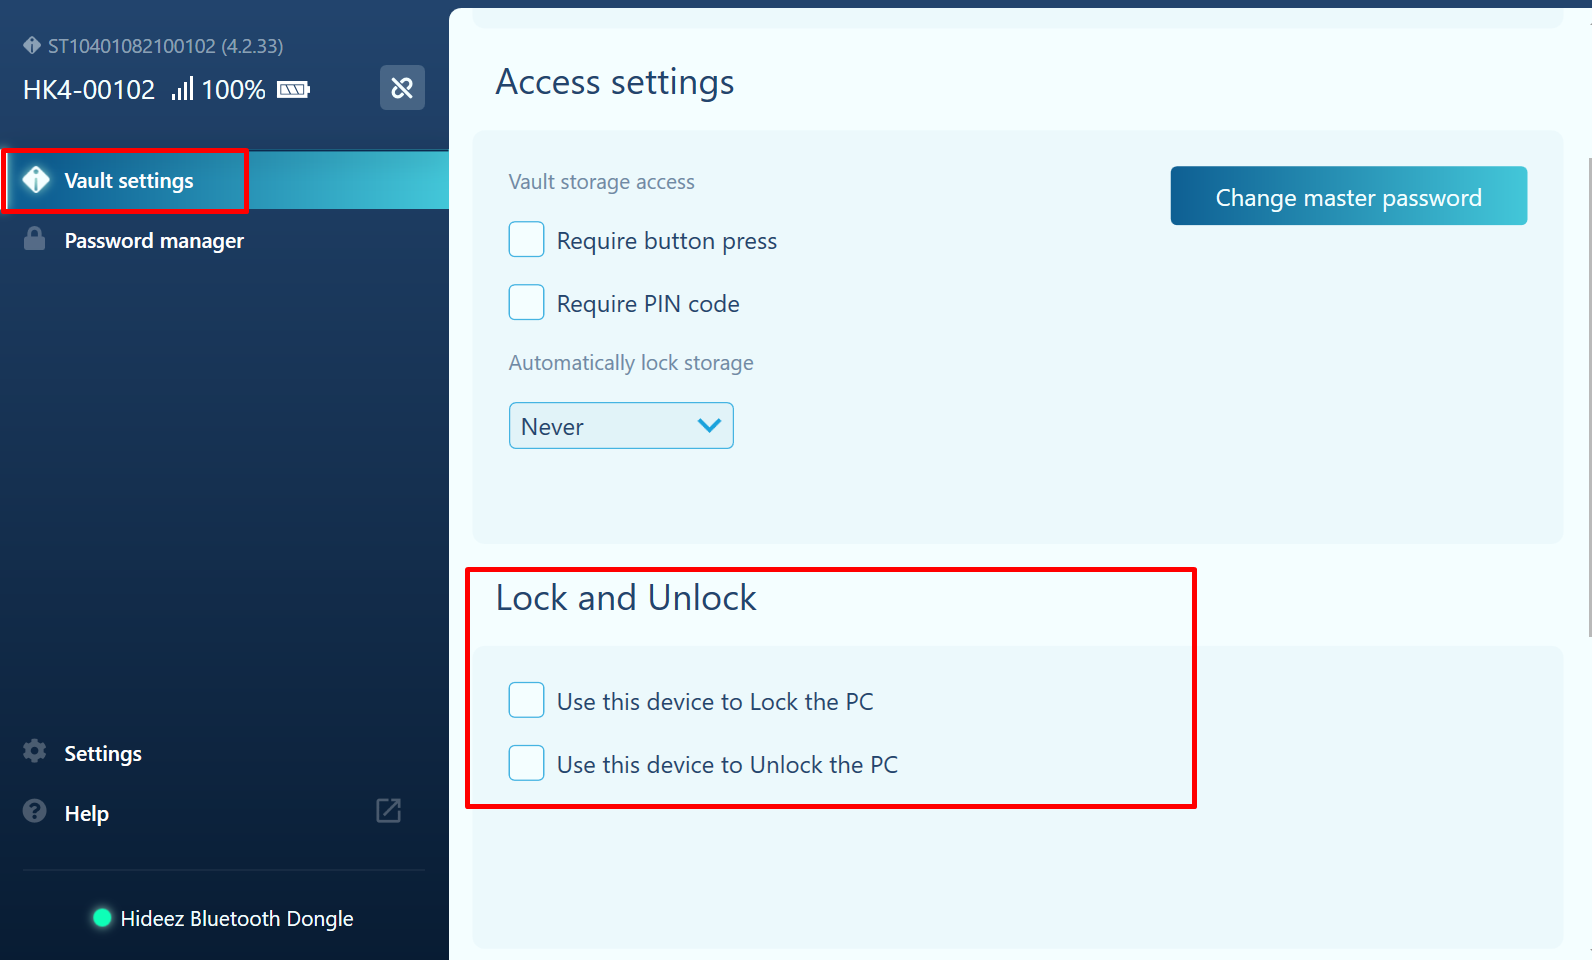 ST10401082100102 (4.2.33)
HK4-00102 100%
Vault settings
Password manager
Settings
Help
Hideez Bluetooth Dongle
Access settings
Vault storage access
Change master password
Require button press
Require PIN code
Automatically lock storage
Never
Lock and Unlock
Use this device to Lock the PC
Use this device to Unlock the PC